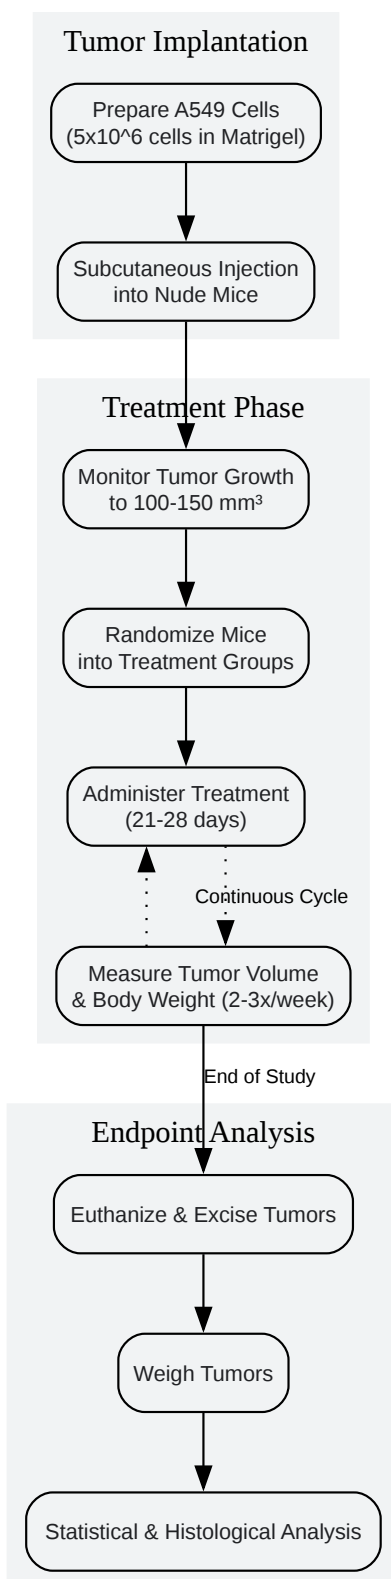 Tumor Implantation
Prepare A549 Cells
(5x10^6 cells in Matrigel)
Subcutaneous Injection
into Nude Mice
Treatment Phase
Monitor Tumor Growth
to 100-150 mm³
Randomize Mice
into Treatment Groups
Administer Treatment
(21-28 days)
Continuous Cycle
Measure Tumor Volume
& Body Weight (2-3x/week)
End of Study
Endpoint Analysis
Euthanize & Excise Tumors
Weigh Tumors
Statistical & Histological Analysis